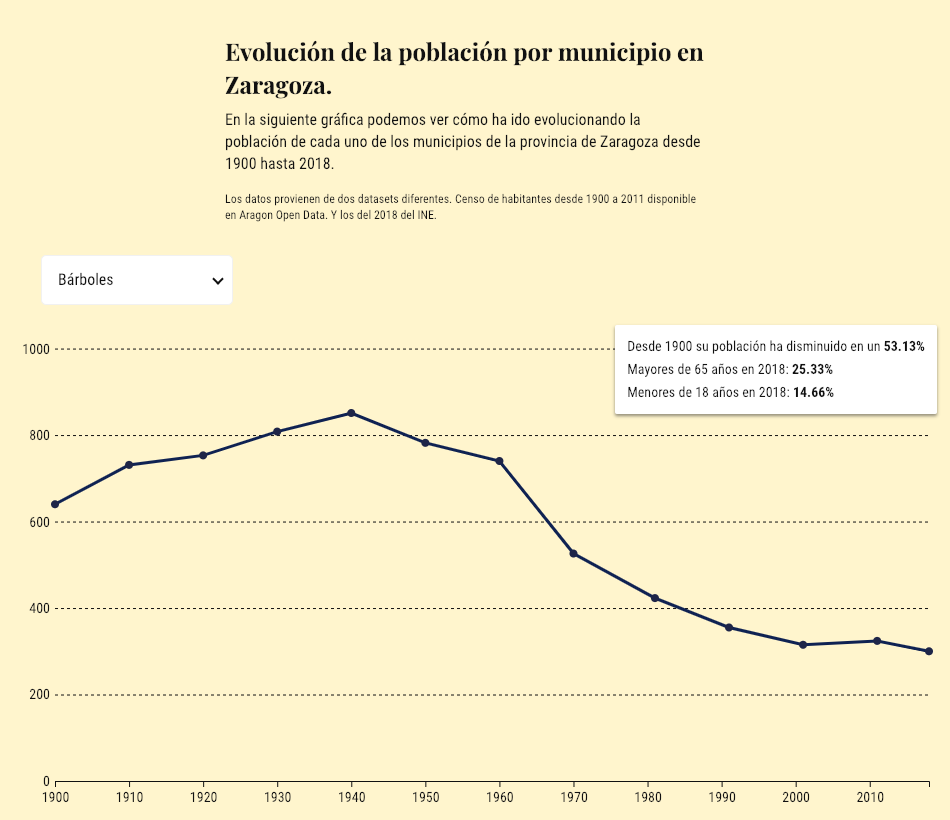 Evolución de la población por municipio en
Zaragoza.
En la siguiente gráfica podemos ver cómo ha ido evolucionando la
población de cada uno de los municipios de la provincia de Zaragoza desde
1900 hasta 2018.
Los datos provienen de dos datasets diferentes. Censo de habitantes desde 1900 a 2011 disponible
en Aragon Open Data. Y los del 2018 del INE.
Bárboles
Desde 1900 su población ha disminuido en un 53.13%
Mayores de 65 años en 2018: 25.33%
Menores de 18 años en 2018: 14.66%
1000
800
600
400
200
0
1900 1910 1920 1930 1940 1950 1960 1970 1980 1990 2000 2010